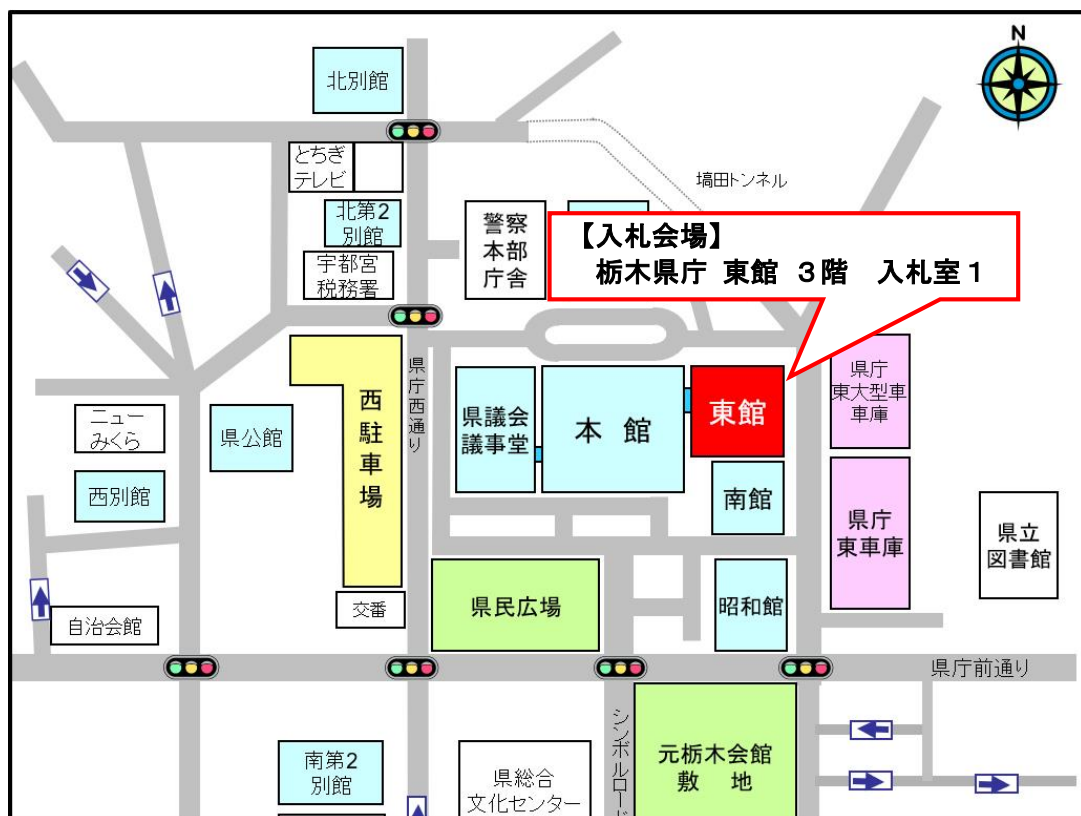 N
北別館
とちぎ
テレビ
塙田トンネル
北第2
別館
警察
本部
庁舎
【入札会場】
栃木県庁 東館 3階 入札室1
宇都宮
税務署
県庁西通り
西駐車場
県議会
議事堂
本館
東館
県庁
東大型車
車庫
ニュー
みくら
県公館
西別館
南館
県庁
東車庫
県立
図書館
交番
県民広場
昭和館
自治会館
県庁前通り
シンボルロード
元栃木会館
敷地
南第2
別館
県総合
文化センター